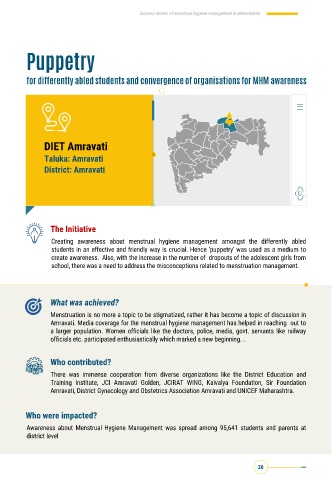 Success stories of menstrual hygiene management in Maharashtra
Puppetry
for differently abled students and convergence of organisations for MHM awareness
DIET Amravati
Taluka: Amravati
District: Amravati
The Initiative
Creating awareness about menstrual hygiene management amongst the differently abled
students in an effective and friendly way is crucial. Hence 'puppetry' was used as a medium to
create awareness. Also, with the increase in the number of dropouts of the adolescent girls from
school, there was a need to address the misconceptions related to menstruation management.
What was achieved?
Menstruation is no more a topic to be stigmatized, rather it has become a topic of discussion in
Amravati. Media coverage for the menstrual hygiene management has helped in reaching out to
a larger population. Women officials like the doctors, police, media, govt. servants like railway
officials etc. participated enthusiastically which marked a new beginning. .
Who contributed?
There was immense cooperation from diverse organizations like the District Education and
Training Institute, JCI Amravati Golden, JCIRAT WING, Kaivalya Foundation, Sir Foundation
Amravati, District Gynecology and Obstetrics Association Amravati and UNICEF Maharashtra.
Who were impacted?
Awareness about Menstrual Hygiene Management was spread among 95,641 students and parents at
district level
26